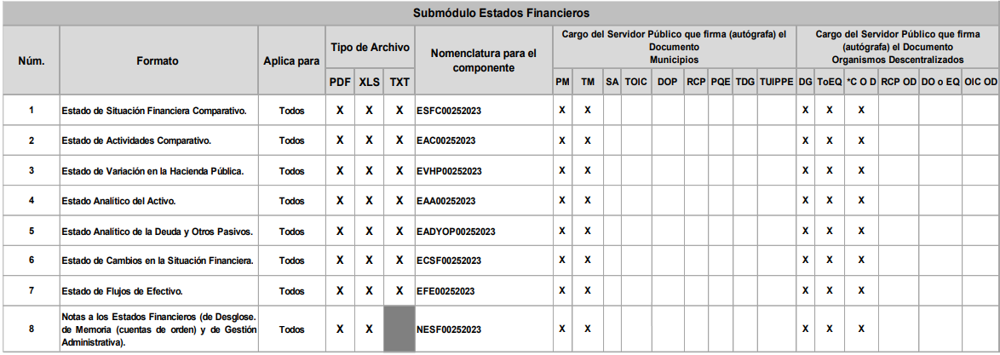 Submódulo Estados Financieros
Núm.
Formato
Aplica para
Tipo de Archivo
Nomenclatura para el
componente
Cargo del Servidor Público que firma (autógrafa) el
Documento
Municipios
Cargo del Servidor Público que firma
(autógrafa) el Documento
Organismos Descentralizados
PDF XLS TXT
PM TM SA TOIC DOP RCP PQE TDG TUIPPE DG ToEQ *C O D RCP OD DO o EQ OIC OD
1 Estado de Situación Financiera Comparativo. Todos X X X ESFC00252023 X X X X X
2 Estado de Actividades Comparativo. Todos X X X EAC00252023 X X X X X
3 Estado de Variación en la Hacienda Pública. Todos X X X EVHP00252023 X X X X X
4 Estado Analítico del Activo. Todos X X X EAA00252023 X X X X X
5 Estado Analítico de la Deuda y Otros Pasivos. Todos X X X EADYOP00252023 X X X X X
6 Estado de Cambios en la Situación Financiera. Todos X X X ECSF00252023 X X X X X
7 Estado de Flujos de Efectivo. Todos X X X EFE00252023 X X X X X
Notas a los Estados Financieros (de Desglose.
8 de Memoria (cuentas de orden) y de Gestión Todos X X NESF00252023 X X X X X
Administrativa).